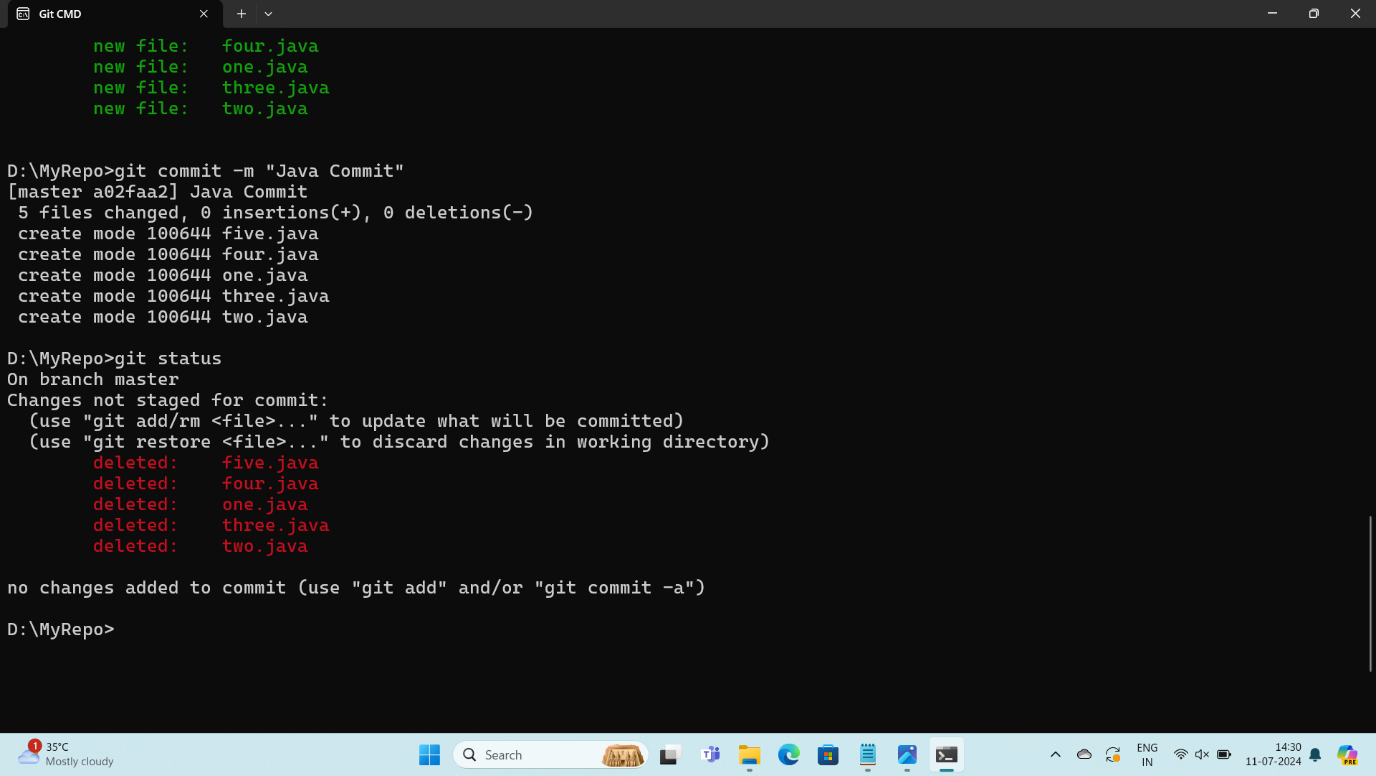 Git CMD
new file:   four.java
new file:   one.java
new file:   three.java
new file:   two.java
D:\MyRepo>git commit -m "Java Commit"
[master a02faa2] Java Commit
 5 files changed, 0 insertions(+), 0 deletions(-)
 create mode 100644 five.java
 create mode 100644 four.java
 create mode 100644 one.java
 create mode 100644 three.java
 create mode 100644 two.java
D:\MyRepo>git status
On branch master
Changes not staged for commit:
  (use "git add/rm <file>..." to update what will be committed)
  (use "git restore <file>..." to discard changes in working directory)
        deleted:    five.java
        deleted:    four.java
        deleted:    one.java
        deleted:    three.java
        deleted:    two.java
no changes added to commit (use "git add" and/or "git commit -a")
D:\MyRepo>
1
35°C
Mostly cloudy
Search
ENG
IN
14:30
11-07-2024
PRE